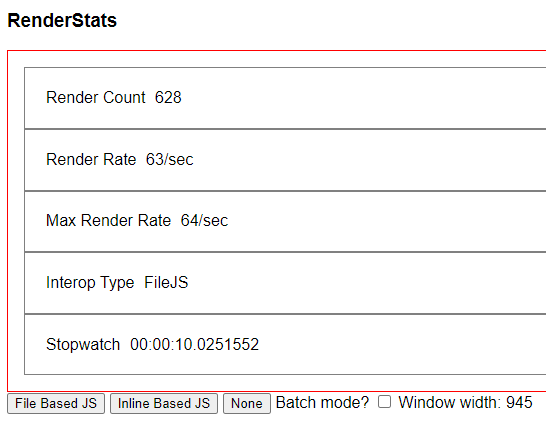 RenderStats
Render Count 628
Render Rate 63/sec
Max Render Rate 64/sec
Interop Type FileJS
Stopwatch 00:00:10.0251552
File Based JS Inline Based JS None Batch mode? Window width: 945